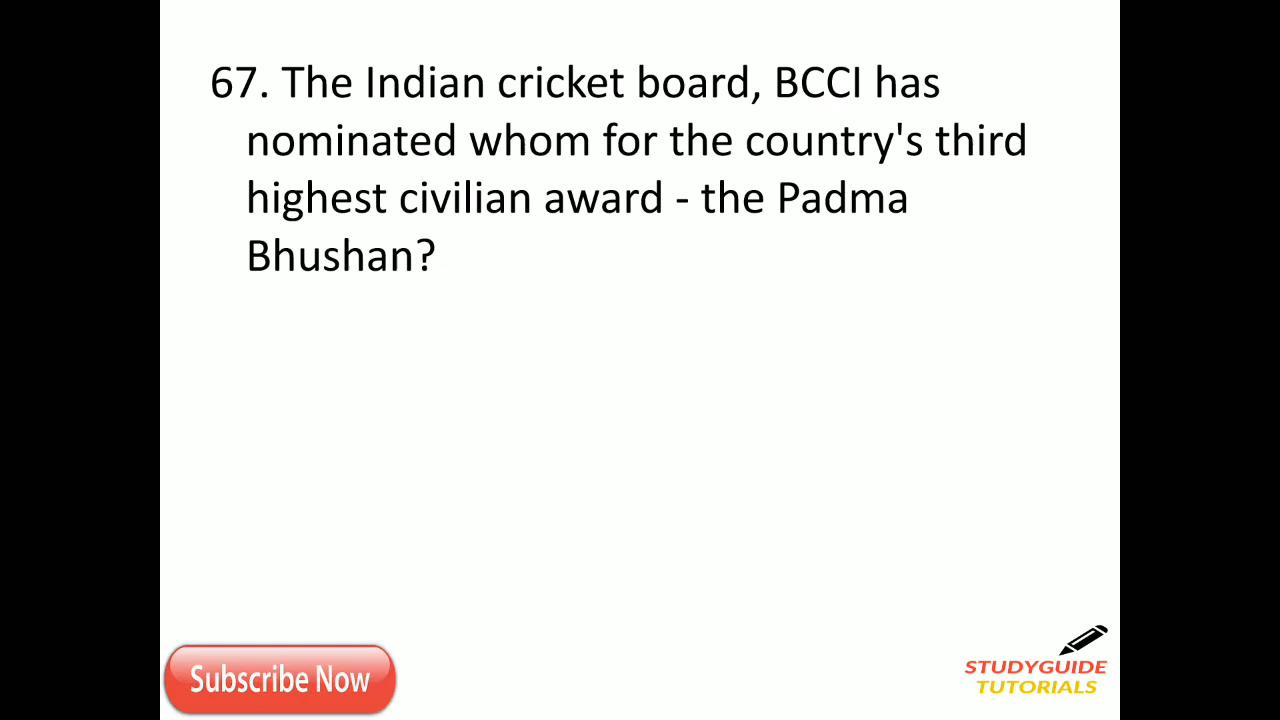 67. The Indian cricket board, BCCI has
nominated whom for the country's third
highest civilian award - the Padma
Bhushan?
Subscribe Now
STUDYGUIDE
TUTORIALS